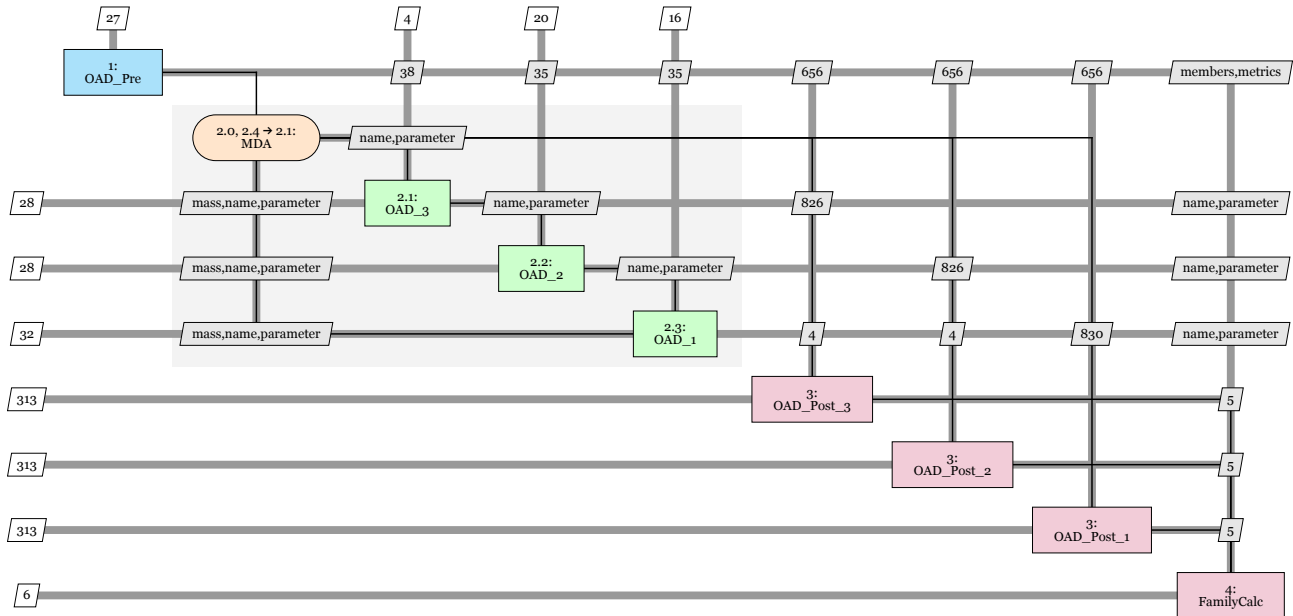 27
4
20
16
1:
OAD_Pre
38
35
35
656
656
656
members,metrics
2.0, 2.4 → 2.1:
MDA
name,parameter
28
mass,name,parameter
2.1:
OAD_3
name,parameter
826
name,parameter
28
mass,name,parameter
2.2:
OAD_2
name,parameter
826
name,parameter
32
mass,name,parameter
2.3:
OAD_1
4
4
830
name,parameter
313
3:
OAD_Post_3
5
313
3:
OAD_Post_2
5
313
3:
OAD_Post_1
5
6
4:
FamilyCalc